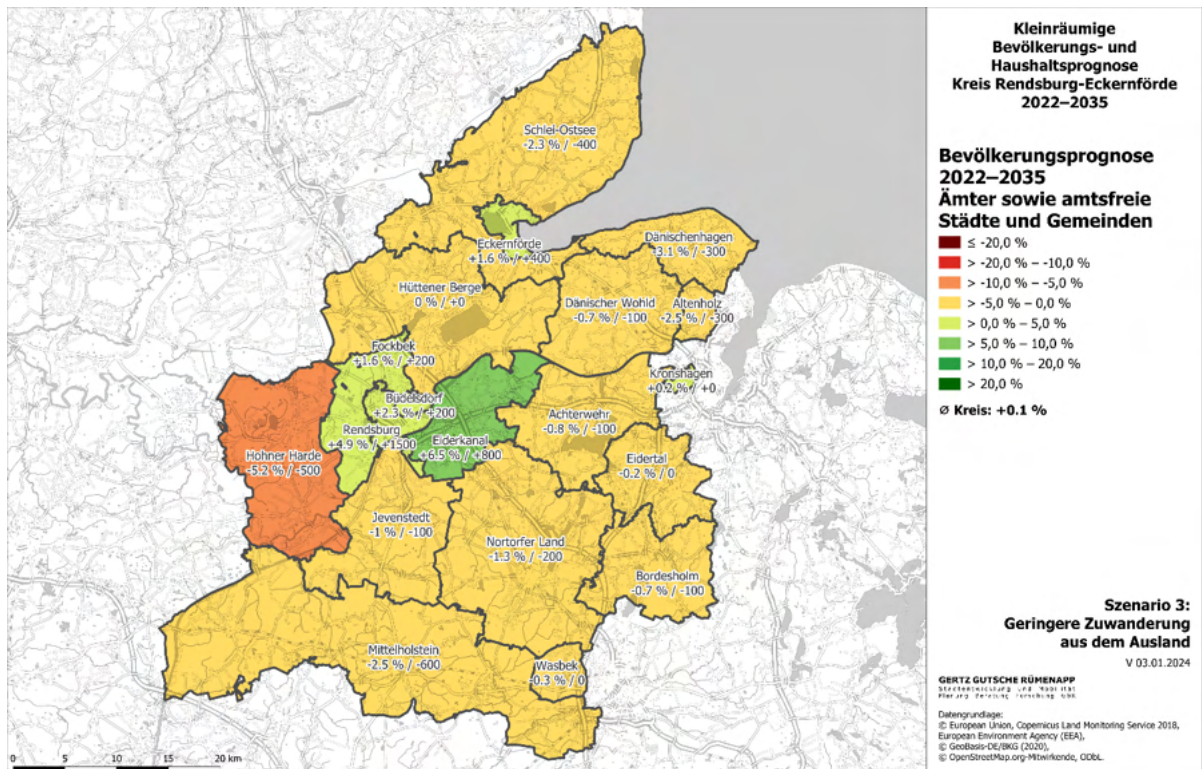 Schlei-Ostsee
-2.3 % / -400
Eckernförde
+1.6 % / +400
Dänischenhagen
-3.1 % / -300
Hüttener Berge
0 % / +0
Dänischer Wohld
-0.7 % / -100
Altenholz
-2.5 % / -300
Fockbek
+1.6 % / +200
Kronshagen
+0.2 % / +0
Büdelsdorf
+2.3 % / +200
Achterwehr
-0.8 % / -100
Rendsburg
+4.9 % / +1500
Eiderkanal
+6.5 % / +800
Hohner Harde
-5.2 % / -500
Eidertal
-0.2 % / 0
Jevenstedt
-1 % / -100
Nortorfer Land
-1.3 % / -200
Bordesholm
-0.7 % / -100
Mittelholstein
-2.5 % / -600
Wasbek
-0.3 % / 0
0 5 10 15 20 km
Kleinräumige
Bevölkerungs- und
Haushaltsprognose
Kreis Rendsburg-Eckernförde
2022–2035
Bevölkerungsprognose
2022–2035
Ämter sowie amtsfreie
Städte und Gemeinden
≤ -20,0 %
> -20,0 % – -10,0 %
> -10,0 % – -5,0 %
> -5,0 % – 0,0 %
> 0,0 % – 5,0 %
> 5,0 % – 10,0 %
> 10,0 % – 20,0 %
> 20,0 %
Ø Kreis: +0.1 %
Szenario 3:
Geringere Zuwanderung
aus dem Ausland
V 03.01.2024
GERTZ GUTSCHE RÜMENAPP
Stadtentwicklung und Mobilität
Planung Beratung Forschung GbR
Datengrundlage:
© European Union, Copernicus Land Monitoring Service 2018,
European Environment Agency (EEA),
© GeoBasis-DE/BKG (2020),
© OpenStreetMap.org-Mitwirkende, ODbL.